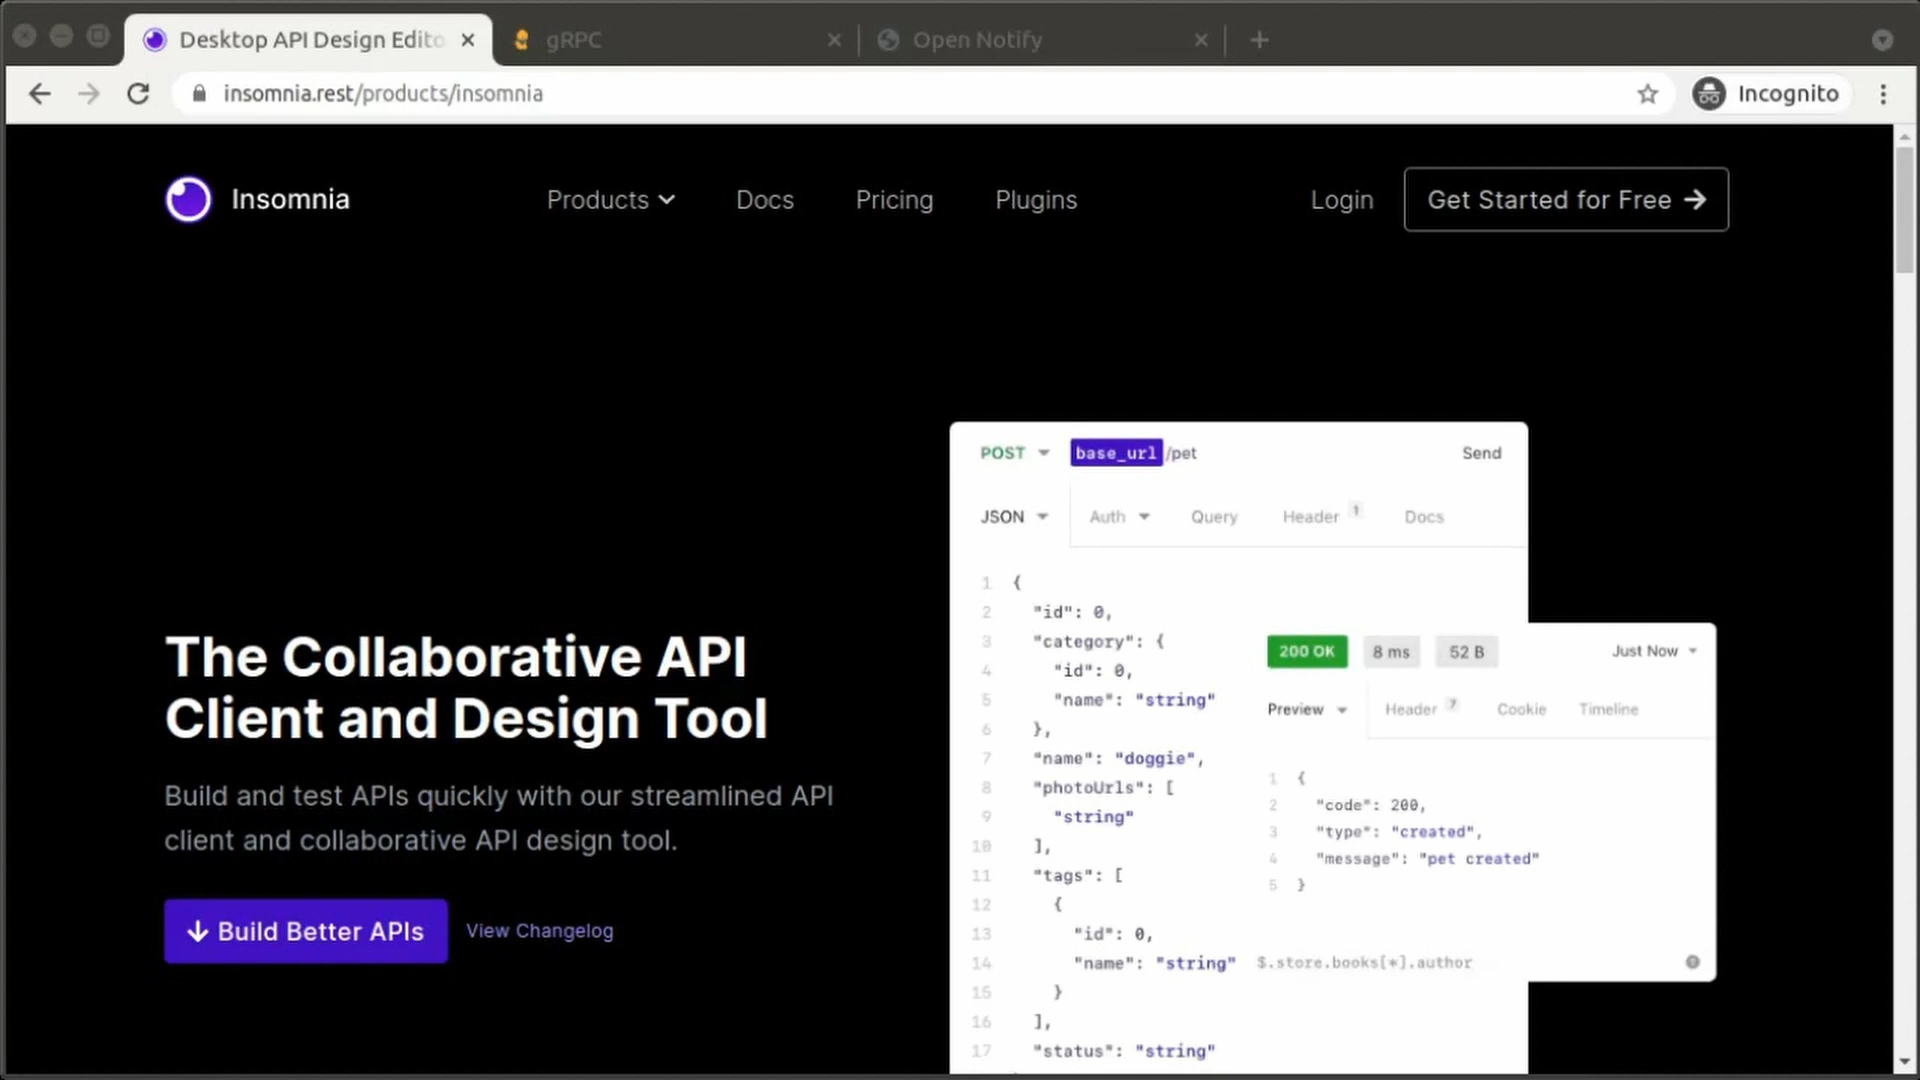 Desktop API Design Edito
gRPC
Open Notify
insomnia.rest/products/insomnia
Incognito
Insomnia
Products
Docs
Pricing
Plugins
Login
Get Started for Free
The Collaborative API
Client and Design Tool
Build and test APIs quickly with our streamlined API
client and collaborative API design tool.
Build Better APIs
View Changelog
POST base_url/pet Send
JSON Auth Query Header 1 Docs
1 {
2 "id": 0,
3 "category": {
4 "id": 0,
5 "name": "string"
6 },
7 "name": "doggie",
8 "photoUrls": [
9 "string"
10 ],
11 "tags": [
12 {
13 "id": 0,
14 "name": "string"
15 }
16 ],
17 "status": "string"
200 OK 8 ms 52 B Just Now
Preview Header 7 Cookie Timeline
1 {
2 "code": 200,
3 "type": "created",
4 "message": "pet created"
5 }
$.store.books[*].author